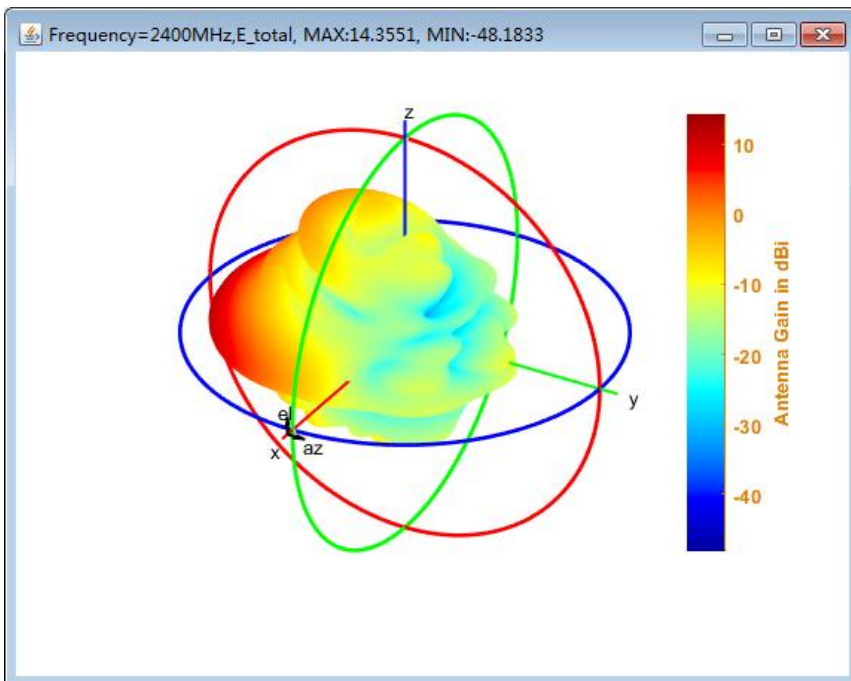 Frequency=2400MHz,E_total, MAX:14.3551, MIN:-48.1833
z
10
0
-10
-20
-30
-40
Antenna Gain in dBi
y
el
x
az